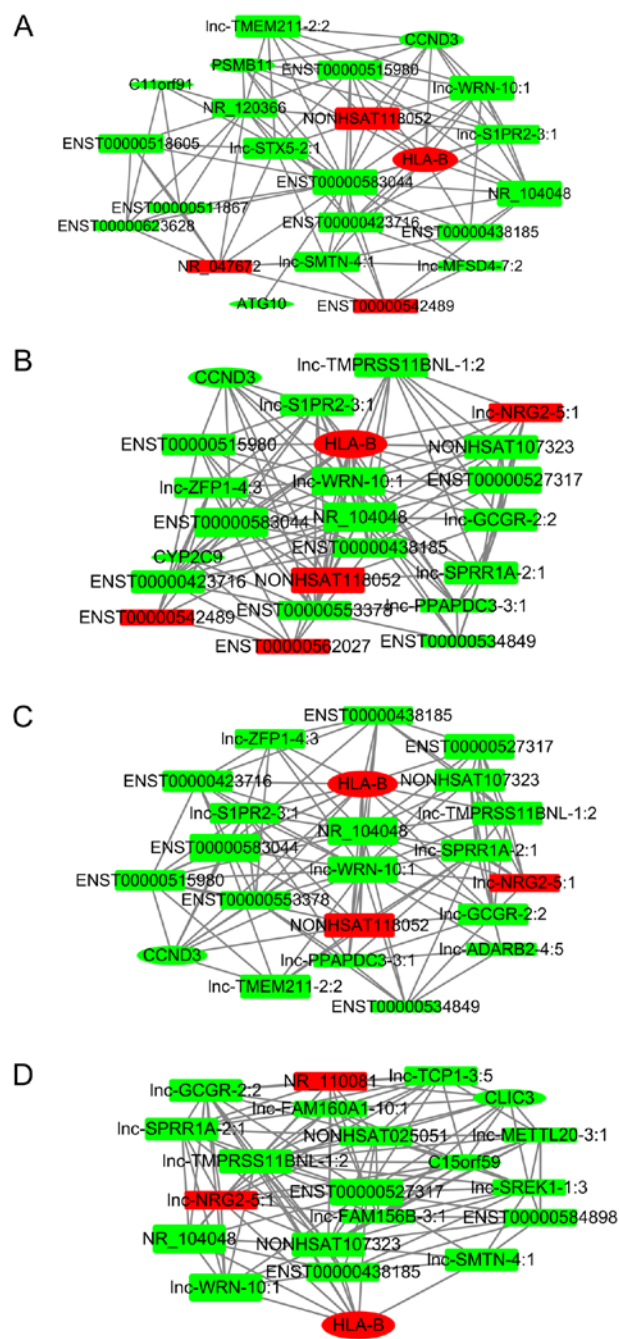 A
lnc-TMEM211-2:2
CCND3
PSMB11
ENST00000515980
C11orf91
lnc-WRN-10:1
NR_120366
NONHSAT118052
lnc-S1PR2-3:1
ENST00000518605
lnc-STX5-2:1
HLA-B
ENST00000583044
NR_104048
ENST00000511867
ENST00000623628
ENST00000423716
ENST00000438185
NR_047672
lnc-SMTN-4:1
lnc-MFSD4-7:2
ATG10
ENST00000542489
B
lnc-TMPRSS11BNL-1:2
CCND3
lnc-S1PR2-3:1
lnc-NRG2-5:1
ENST00000515980
HLA-B
NONHSAT107323
lnc-ZFP1-4:3
lnc-WRN-10:1
ENST00000527317
ENST00000583044
NR_104048
lnc-GCGR-2:2
CYP2C9
ENST00000438185
ENST00000423716
NONHSAT118052
lnc-SPRR1A-2:1
ENST00000542489
ENST00000553378
lnc-PPAPDC3-3:1
ENST00000562027
ENST00000534849
C
ENST00000438185
lnc-ZFP1-4:3
ENST00000527317
ENST00000423716
HLA-B
NONHSAT107323
lnc-S1PR2-3:1
lnc-TMPRSS11BNL-1:2
NR_104048
ENST00000583044
lnc-SPRR1A-2:1
lnc-WRN-10:1
ENST00000515980
lnc-NRG2-5:1
ENST00000553378
NONHSAT118052
lnc-GCGR-2:2
CCND3
lnc-PPAPDC3-3:1
lnc-ADARB2-4:5
lnc-TMEM211-2:2
ENST00000534849
D
lnc-GCGR-2:2
NR_110081
lnc-TCP1-3:5
lnc-FAM160A1-10:1
CLIC3
lnc-SPRR1A-2:1
NONHSAT025051
lnc-METTL20-3:1
lnc-TMPRSS11BNL-1:2
C15orf59
lnc-NRG2-5:1
ENST00000527317
lnc-SREK1-1:3
lnc-FAM156B-3:1
ENST00000584898
NR_104048
NONHSAT107323
lnc-SMTN-4:1
lnc-WRN-10:1
ENST00000438185
HLA-B